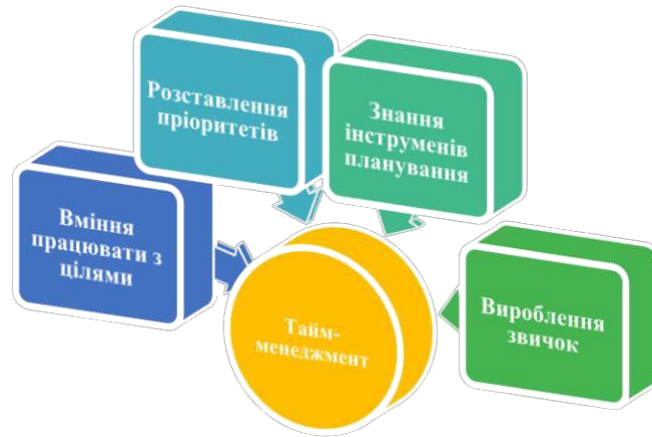 Розставлення
пріоритетів
Знання
інструменів
планування
Вміння
працювати з
цілями
Вироблення
звичок
Тайм-
менеджмент